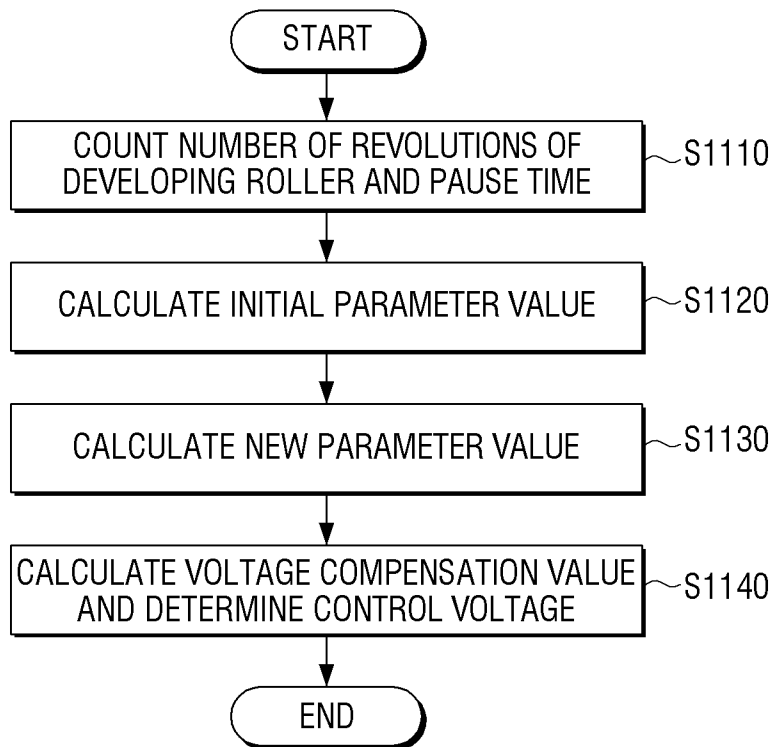 START
COUNT NUMBER OF REVOLUTIONS OF
DEVELOPING ROLLER AND PAUSE TIME
S1110
CALCULATE INITIAL PARAMETER VALUE
S1120
CALCULATE NEW PARAMETER VALUE
S1130
CALCULATE VOLTAGE COMPENSATION VALUE
AND DETERMINE CONTROL VOLTAGE
S1140
END